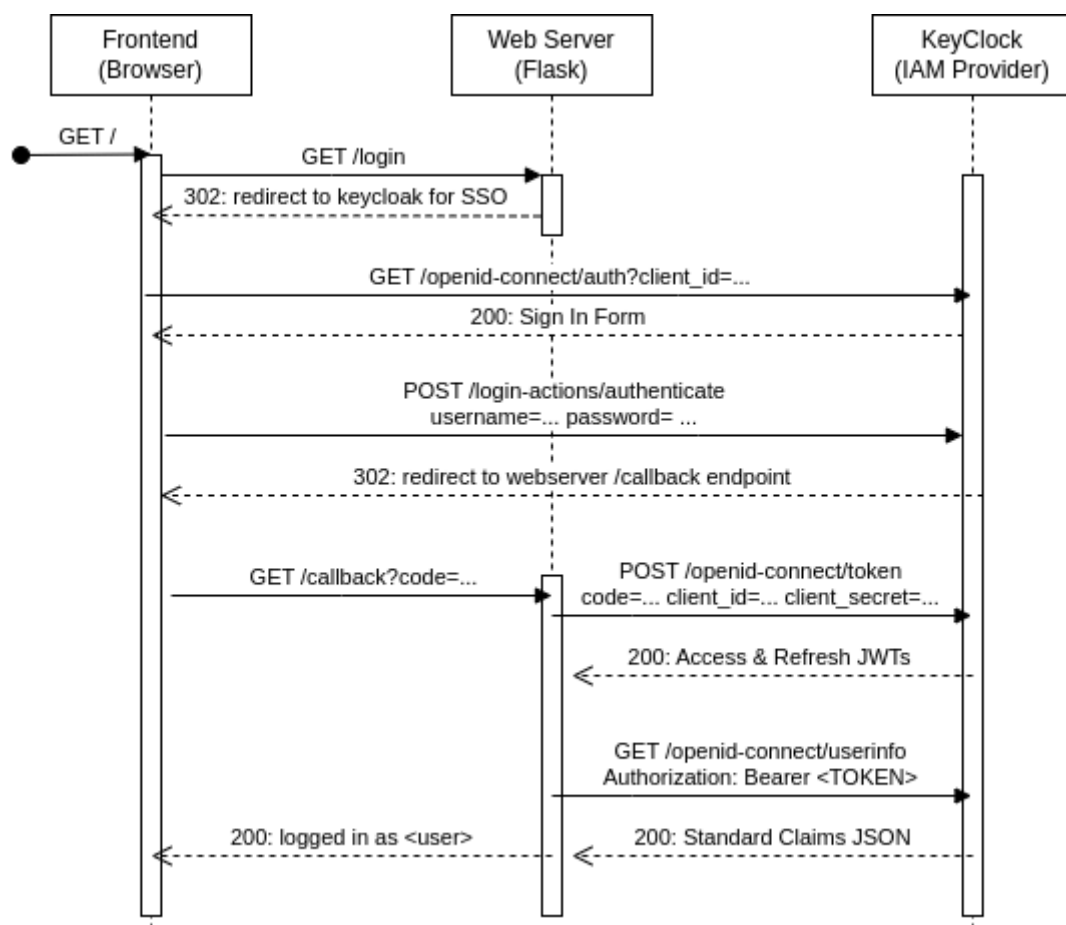 Frontend
(Browser)
Web Server
(Flask)
KeyClock
(IAM Provider)
GET /
GET /login
302: redirect to keycloak for SSO
GET /openid-connect/auth?client_id=...
200: Sign In Form
POST /login-actions/authenticate
username=... password= ...
302: redirect to webserver /callback endpoint
GET /callback?code=...
POST /openid-connect/token
code=... client_id=... client_secret=...
200: Access & Refresh JWTs
GET /openid-connect/userinfo
Authorization: Bearer <TOKEN>
200: logged in as <user>
200: Standard Claims JSON